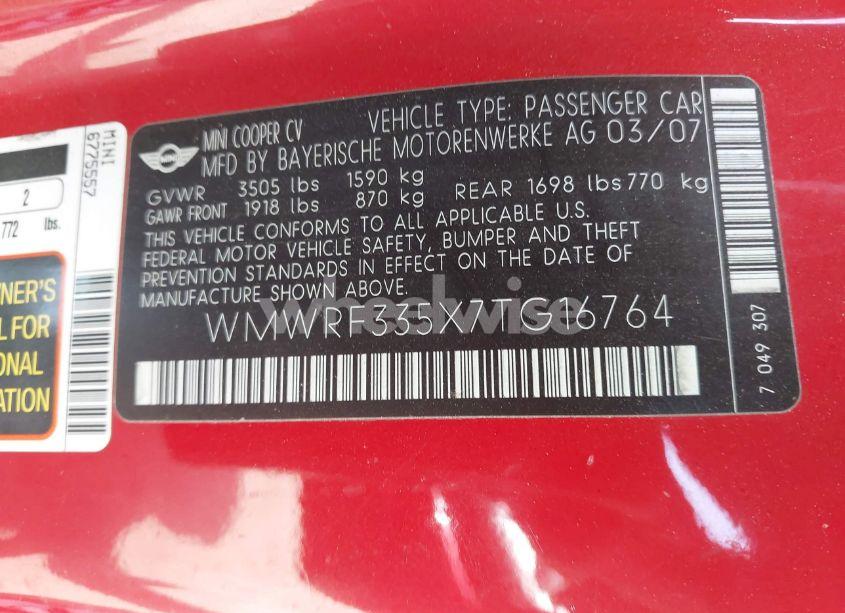 MINI
6775557
2
772 lbs.
NER'S
FOR
ONAL
ATION
MINI
MINI COOPER CV VEHICLE TYPE: PASSENGER CAR
MFD BY BAYERISCHE MOTORENWERKE AG 03/07
GVWR 3505 lbs 1590 kg
GAWR FRONT 1918 lbs 870 kg REAR 1698 lbs 770 kg
THIS VEHICLE CONFORMS TO ALL APPLICABLE U.S.
FEDERAL MOTOR VEHICLE SAFETY, BUMPER AND THEFT
PREVENTION STANDARDS IN EFFECT ON THE DATE OF
MANUFACTURE SHOWN ABOVE.
WMWRF335X7TG16764
wheelwise
7 049 307